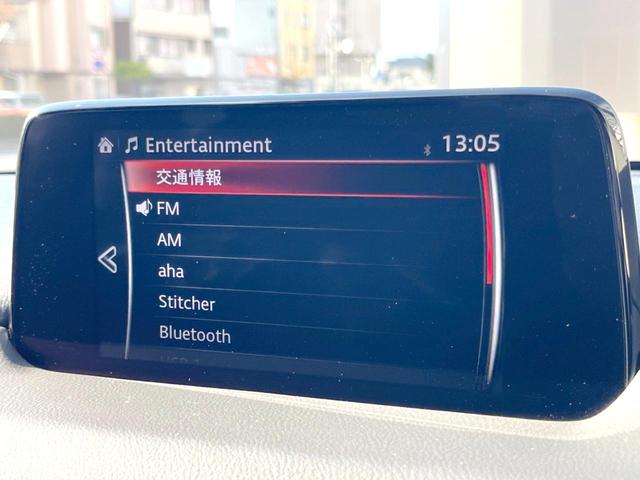 Entertainment
13:05
交通情報
FM
AM
aha
Stitcher
Bluetooth